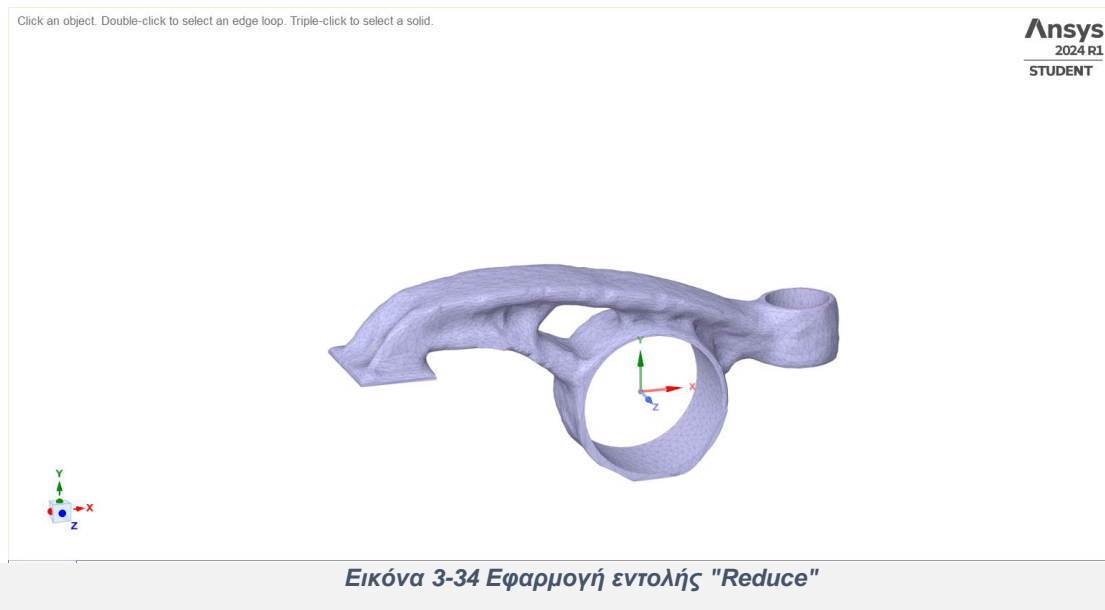 Click an object. Double-click to select an edge loop. Triple-click to select a solid.
Ansys
2024 R1
STUDENT
Y
X
Z
Y
X
Z
Εικόνα 3-34 Εφαρμογή εντολής "Reduce"